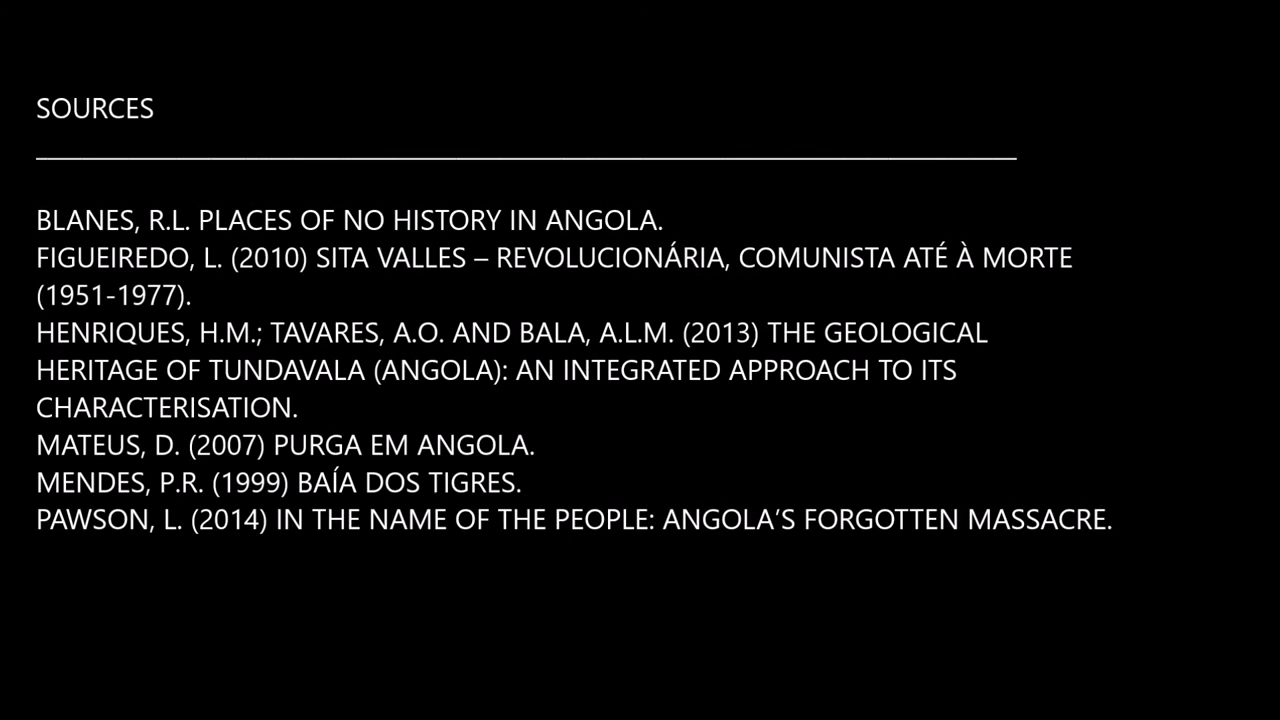 SOURCES
BLANES, R.L. PLACES OF NO HISTORY IN ANGOLA.
FIGUEIREDO, L. (2010) SITA VALLES – REVOLUCIONÁRIA, COMUNISTA ATÉ À MORTE
(1951-1977).
HENRIQUES, H.M.; TAVARES, A.O. AND BALA, A.L.M. (2013) THE GEOLOGICAL
HERITAGE OF TUNDAVALA (ANGOLA): AN INTEGRATED APPROACH TO ITS
CHARACTERISATION.
MATEUS, D. (2007) PURGA EM ANGOLA.
MENDES, P.R. (1999) BAÍA DOS TIGRES.
PAWSON, L. (2014) IN THE NAME OF THE PEOPLE: ANGOLA’S FORGOTTEN MASSACRE.